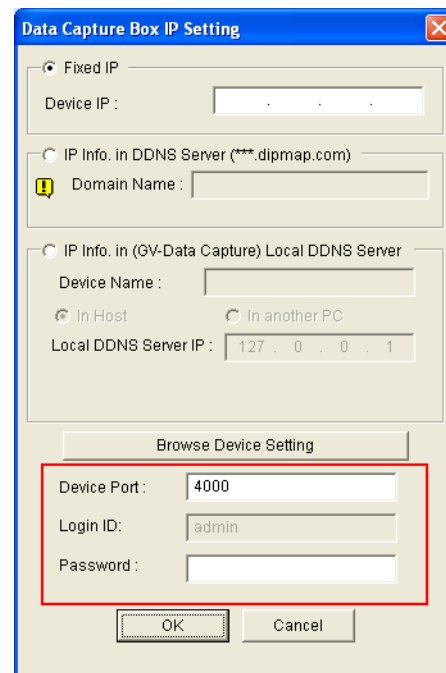 Data Capture Box IP Setting
Fixed IP
Device IP :
. . .
IP Info. in DDNS Server (***.dipmap.com)
Domain Name :
IP Info. in (GV-Data Capture) Local DDNS Server
Device Name :
In Host In another PC
Local DDNS Server IP : 127 . 0 . 0 . 1
Browse Device Setting
Device Port : 4000
Login ID: admin
Password :
OK Cancel